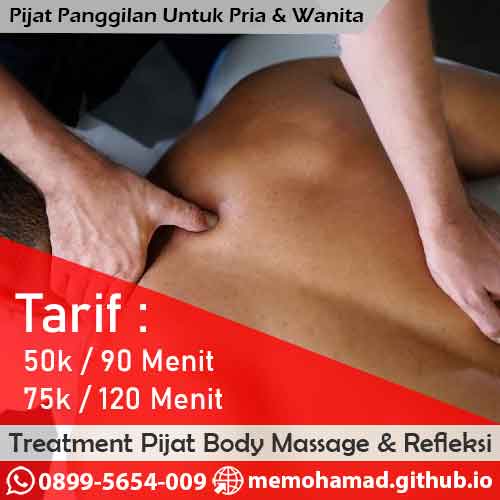 Pijat Panggilan Untuk Pria & Wanita
Tarif :
50k / 90 Menit
75k / 120 Menit
Treatment Pijat Body Massage & Refleksi
0899-5654-009 memohamad.github.io